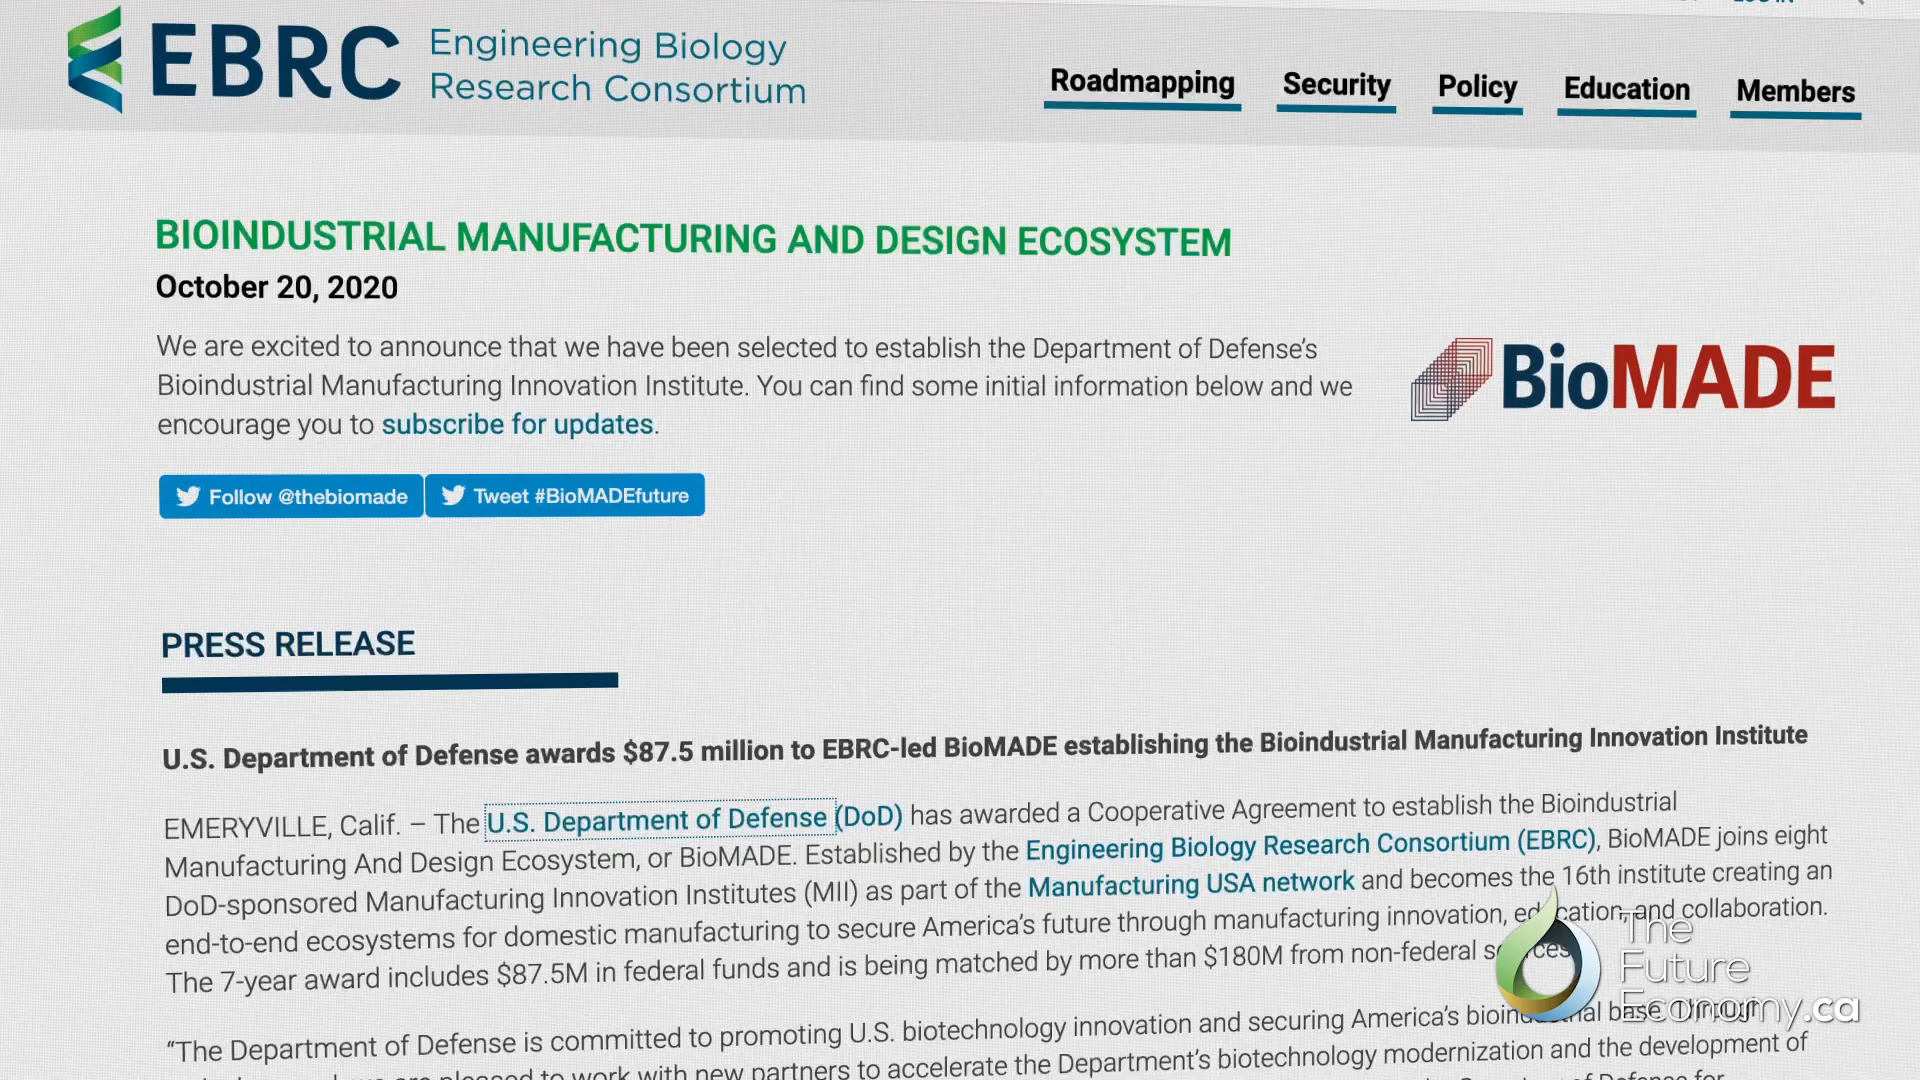 LOG IN
EBRC Engineering Biology
Research Consortium
Roadmapping Security Policy Education Members
BIOINDUSTRIAL MANUFACTURING AND DESIGN ECOSYSTEM
October 20, 2020
We are excited to announce that we have been selected to establish the Department of Defense's
Bioindustrial Manufacturing Innovation Institute. You can find some initial information below and we
encourage you to subscribe for updates.
BioMADE
Follow @thebiomade Tweet #BioMADEfuture
PRESS RELEASE
U.S. Department of Defense awards $87.5 million to EBRC-led BioMADE establishing the Bioindustrial Manufacturing Innovation Institute
EMERYVILLE, Calif. – The U.S. Department of Defense (DoD) has awarded a Cooperative Agreement to establish the Bioindustrial
Manufacturing And Design Ecosystem, or BioMADE. Established by the Engineering Biology Research Consortium (EBRC), BioMADE joins eight
DoD-sponsored Manufacturing Innovation Institutes (MII) as part of the Manufacturing USA network and becomes the 16th institute creating an
end-to-end ecosystems for domestic manufacturing to secure America's future through manufacturing innovation, education, and collaboration.
The 7-year award includes $87.5M in federal funds and is being matched by more than $180M from non-federal sources
"The Department of Defense is committed to promoting U.S. biotechnology innovation and securing America's bioindustrial base. Through
pleased to work with new partners to accelerate the Department's biotechnology modernization and the development of
The
Future
Economy.ca